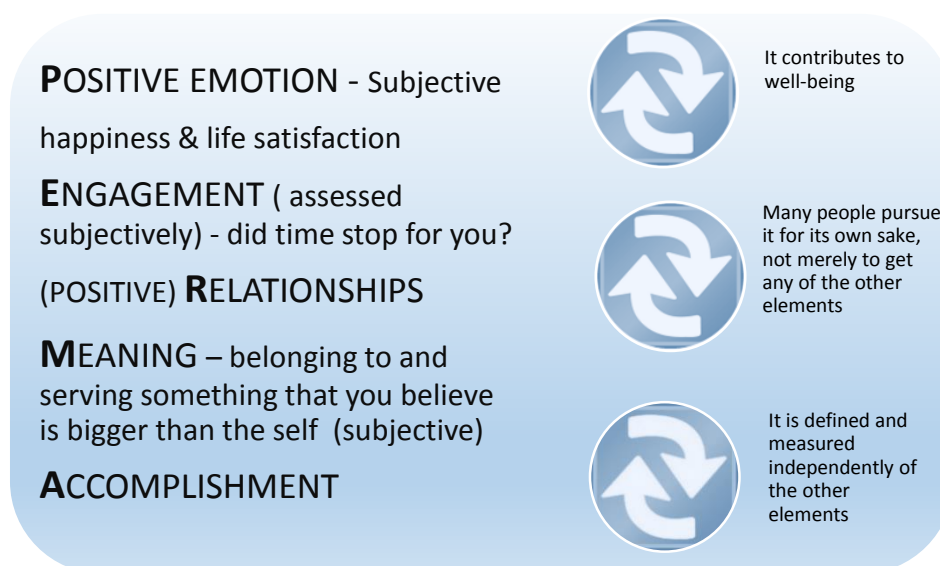 POSITIVE EMOTION - Subjective
happiness & life satisfaction
ENGAGEMENT ( assessed
subjectively) - did time stop for you?
(POSITIVE) RELATIONSHIPS
MEANING – belonging to and
serving something that you believe
is bigger than the self (subjective)
ACCOMPLISHMENT
It contributes to
well-being
Many people pursue
it for its own sake,
not merely to get
any of the other
elements
It is defined and
measured
independently of
the other
elements